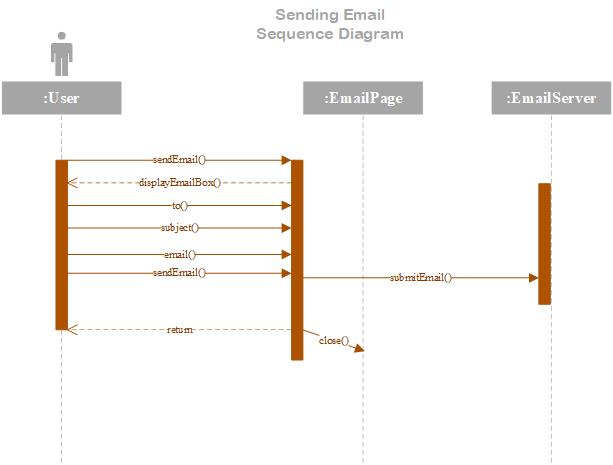 Sending Email
Sequence Diagram
:User
:EmailPage
:EmailServer
sendEmail()
displayEmailBox()
to()
subject()
email()
sendEmail()
submitEmail()
return
close()